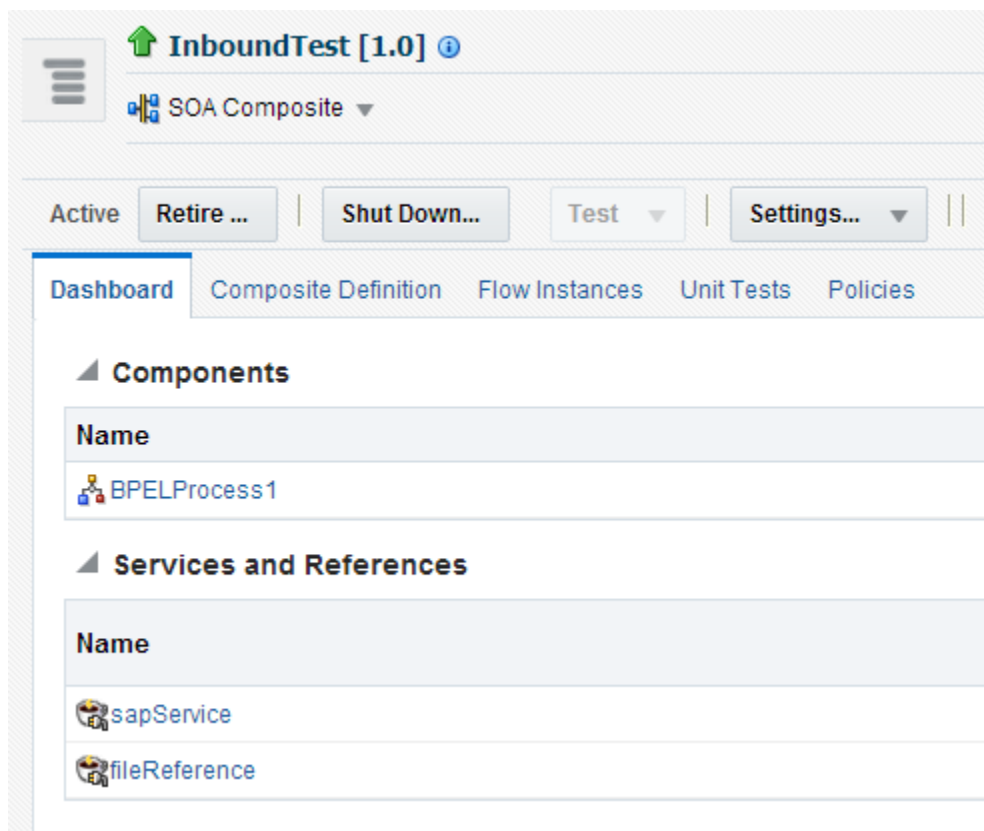 InboundTest [1.0]
SOA Composite
Active Retire ... Shut Down... Test Settings...
Dashboard Composite Definition Flow Instances Unit Tests Policies
Components
Name
BPELProcess1
Services and References
Name
sapService
fileReference